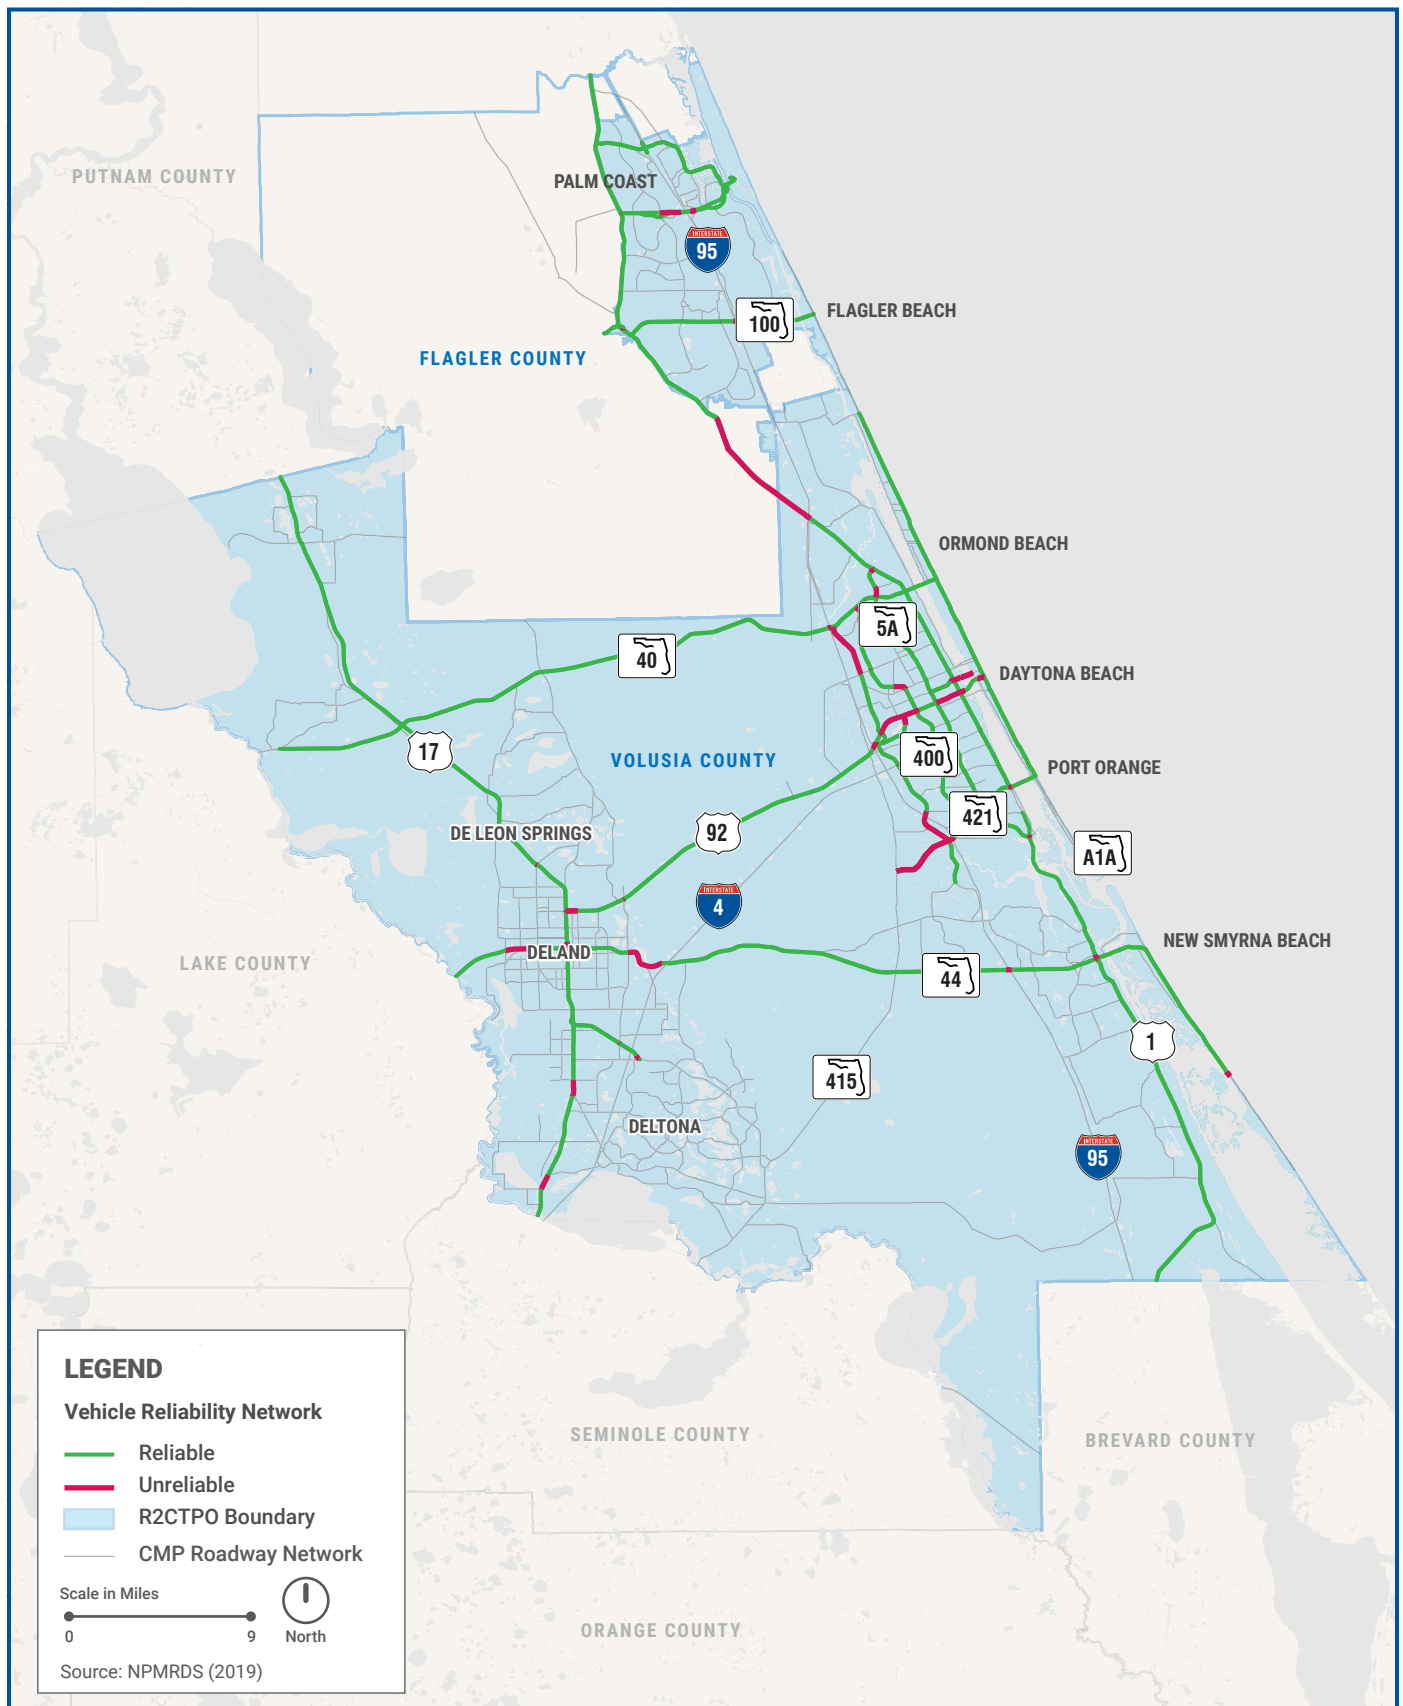 PUTNAM COUNTY
PALM COAST
INTERSTATE
95
100
FLAGLER BEACH
FLAGLER COUNTY
ORMOND BEACH
5A
40
DAYTONA BEACH
17
VOLUSIA COUNTY
400
PORT ORANGE
421
DE LEON SPRINGS
92
A1A
INTERSTATE
4
NEW SMYRNA BEACH
DELAND
LAKE COUNTY
44
1
415
DELTONA
INTERSTATE
95
LEGEND
Vehicle Reliability Network
Reliable
Unreliable
R2CTPO Boundary
CMP Roadway Network
Scale in Miles
0 9 North
Source: NPMRDS (2019)
SEMINOLE COUNTY
BREVARD COUNTY
ORANGE COUNTY